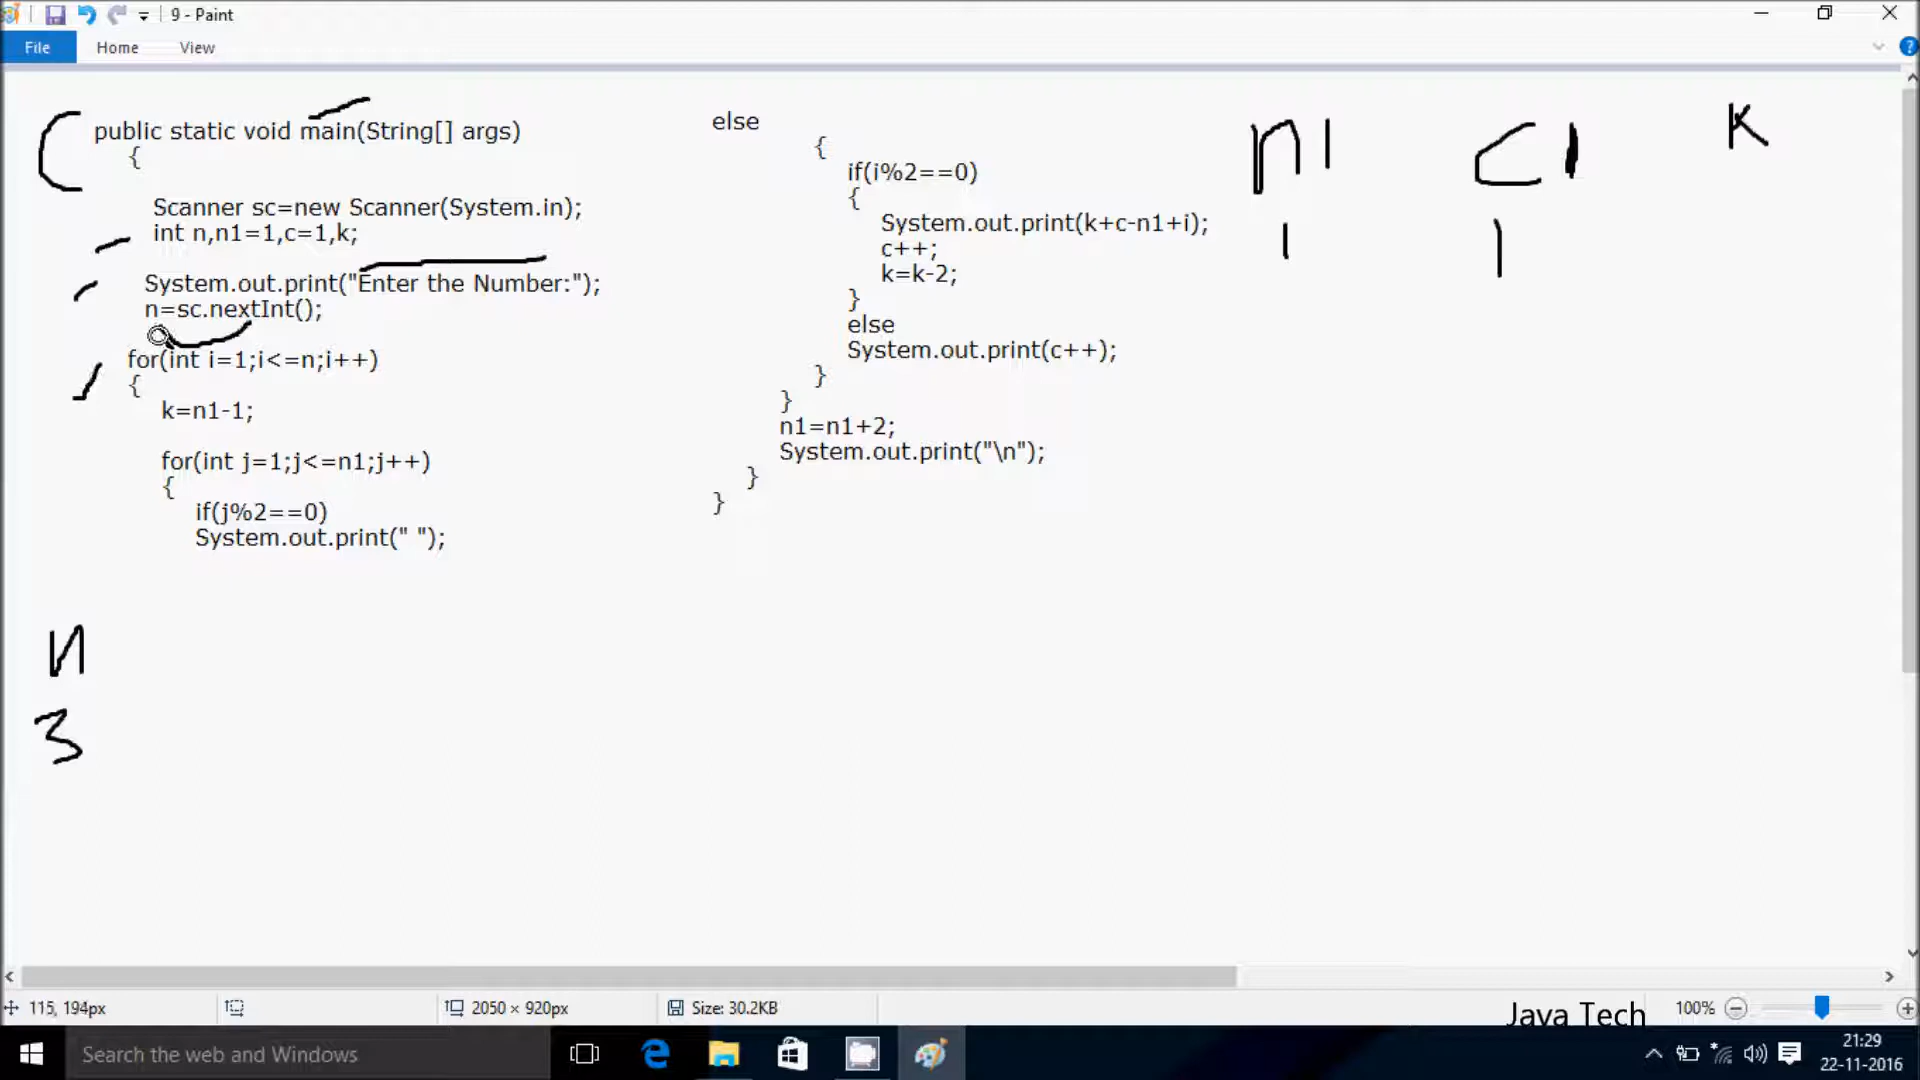 9 - Paint
File Home View
public static void main(String[] args)
{
Scanner sc=new Scanner(System.in);
int n,n1=1,c=1,k;
System.out.print("Enter the Number:");
n=sc.nextInt();
for(int i=1;i<=n;i++)
{
k=n1-1;
for(int j=1;j<=n1;j++)
{
if(j%2==0)
System.out.print(" ");
else
{
if(i%2==0)
{
System.out.print(k+c-n1+i);
c++;
k=k-2;
}
else
System.out.print(c++);
}
}
n1=n1+2;
System.out.print("\n");
}
}
n1 C1 K
1 1
N
3
115, 194px 2050 × 920px Size: 30.2KB 100%
Java Tech
Search the web and Windows
21:29
22-11-2016